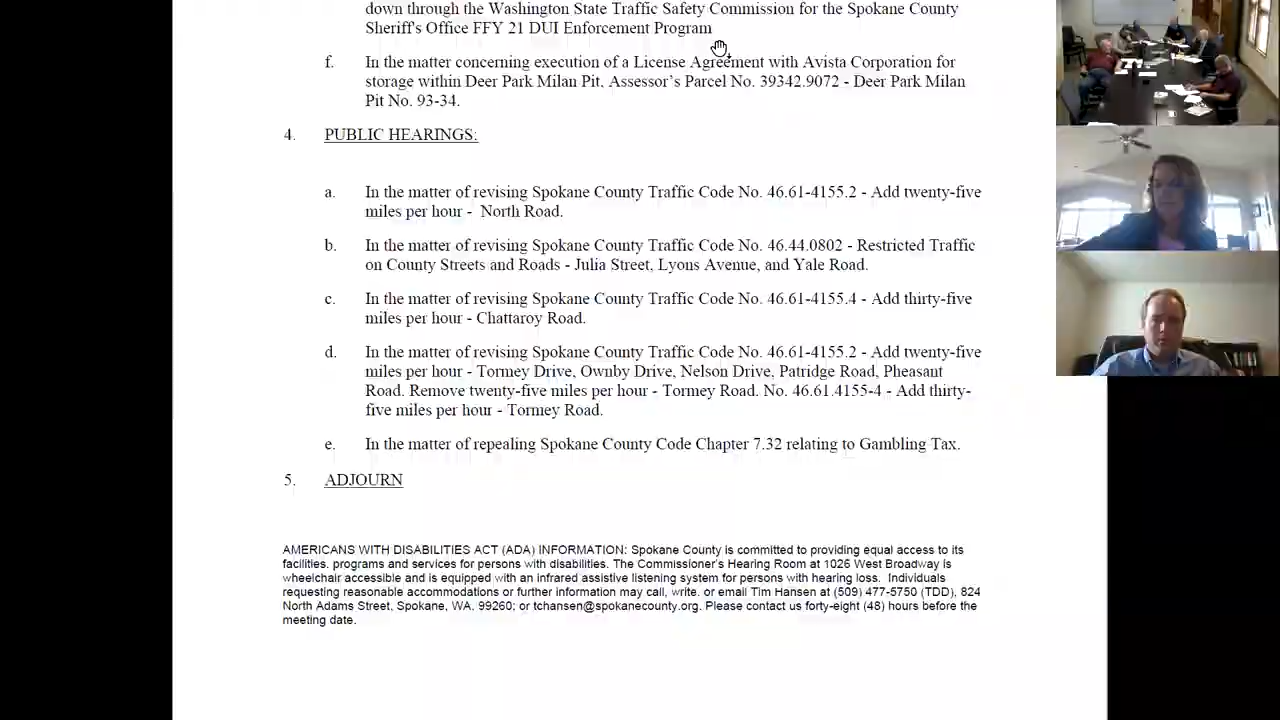 down through the Washington State Traffic Safety Commission for the Spokane County
Sheriff's Office FFY 21 DUI Enforcement Program
f. In the matter concerning execution of a License Agreement with Avista Corporation for
storage within Deer Park Milan Pit, Assessor's Parcel No. 39342.9072 - Deer Park Milan
Pit No. 93-34.
4. PUBLIC HEARINGS:
a. In the matter of revising Spokane County Traffic Code No. 46.61-4155.2 - Add twenty-five
miles per hour - North Road.
b. In the matter of revising Spokane County Traffic Code No. 46.44.0802 - Restricted Traffic
on County Streets and Roads - Julia Street, Lyons Avenue, and Yale Road.
c. In the matter of revising Spokane County Traffic Code No. 46.61-4155.4 - Add thirty-five
miles per hour - Chattaroy Road.
d. In the matter of revising Spokane County Traffic Code No. 46.61-4155.2 - Add twenty-five
miles per hour - Tormey Drive, Ownby Drive, Nelson Drive, Patridge Road, Pheasant
Road. Remove twenty-five miles per hour - Tormey Road. No. 46.61.4155-4 - Add thirty-
five miles per hour - Tormey Road.
e. In the matter of repealing Spokane County Code Chapter 7.32 relating to Gambling Tax.
5. ADJOURN
AMERICANS WITH DISABILITIES ACT (ADA) INFORMATION: Spokane County is committed to providing equal access to its
facilities. programs and services for persons with disabilities. The Commissioner's Hearing Room at 1026 West Broadway is
wheelchair accessible and is equipped with an infrared assistive listening system for persons with hearing loss. Individuals
requesting reasonable accommodations or further information may call, write. or email Tim Hansen at (509) 477-5750 (TDD), 824
North Adams Street, Spokane, WA. 99260; or tchansen@spokanecounty.org. Please contact us forty-eight (48) hours before the
meeting date.